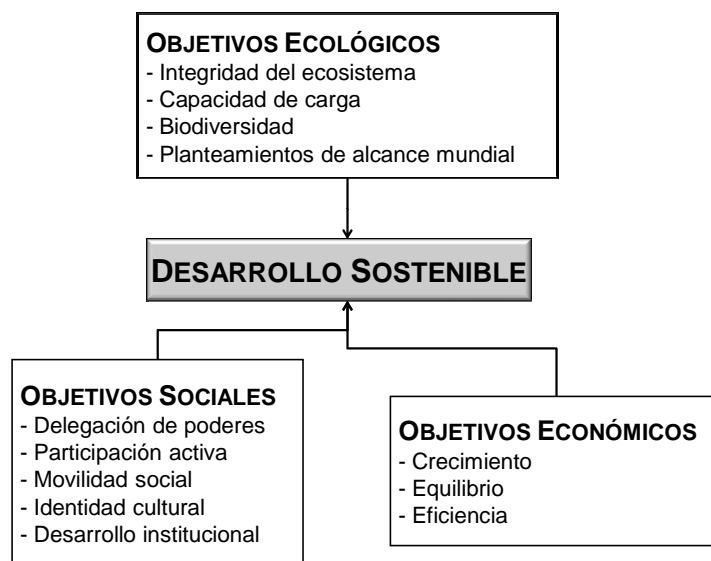 OBJETIVOS ECOLÓGICOS
- Integridad del ecosistema
- Capacidad de carga
- Biodiversidad
- Planteamientos de alcance mundial
DESARROLLO SOSTENIBLE
OBJETIVOS SOCIALES
- Delegación de poderes
- Participación activa
- Movilidad social
- Identidad cultural
- Desarrollo institucional
OBJETIVOS ECONÓMICOS
- Crecimiento
- Equilibrio
- Eficiencia